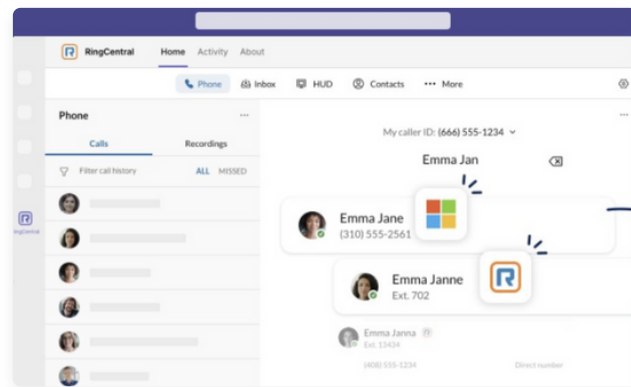 RingCentral Home Activity About
Phone Inbox HUD Contacts More
Phone
Calls Recordings
Filter call history ALL MISSED
My caller ID: (666) 555-1234
Emma Jan
Emma Jane
(310) 555-2561
Emma Janne
Ext. 702
Emma Janna
Ext. 13434
(408) 555-1234 Direct number
RingCentral